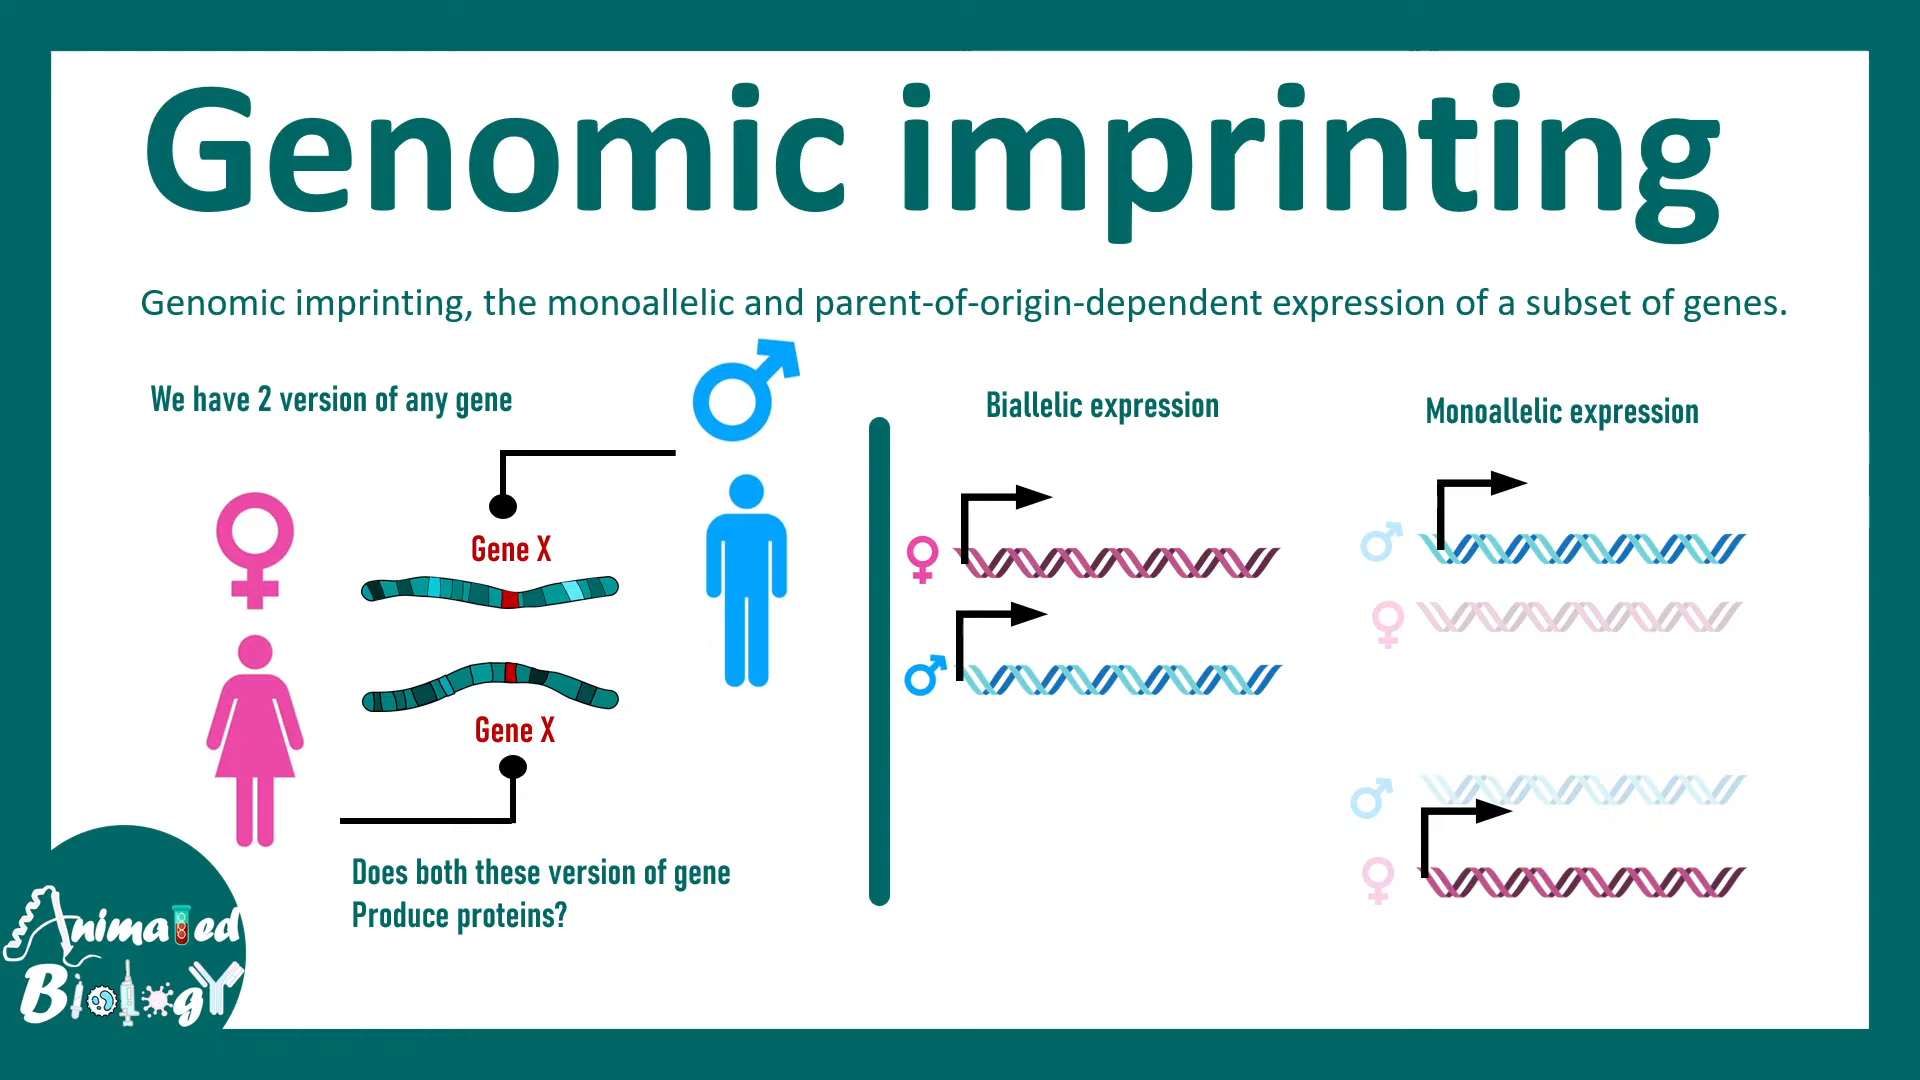 Genomic imprinting
Genomic imprinting, the monoallelic and parent-of-origin-dependent expression of a subset of genes.
We have 2 version of any gene
Gene X
Gene X
Does both these version of gene
Produce proteins?
Biallelic expression
Monoallelic expression
Animated
BiologY